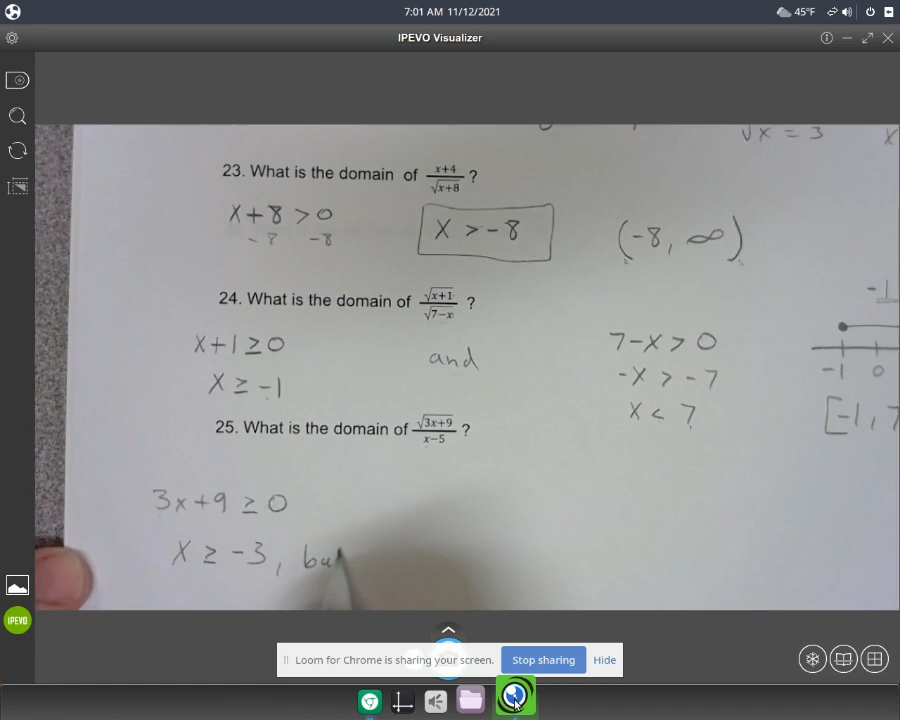 7:01 AM 11/12/2021
45°F
IPEVO Visualizer
√x = 3
x
23. What is the domain of (x+4)/√(x+8) ?
x + 8 > 0
-8 -8
x > -8
(-8, ∞)
24. What is the domain of √(x+1)/√(7-x) ?
x + 1 ≥ 0
and
7 - x > 0
x ≥ -1
-x > -7
x < 7
-1
-1 0
[-1, 7
25. What is the domain of √(3x+9)/(x-5) ?
3x + 9 ≥ 0
x ≥ -3, bu
IPEVO
Loom for Chrome is sharing your screen.
Stop sharing
Hide